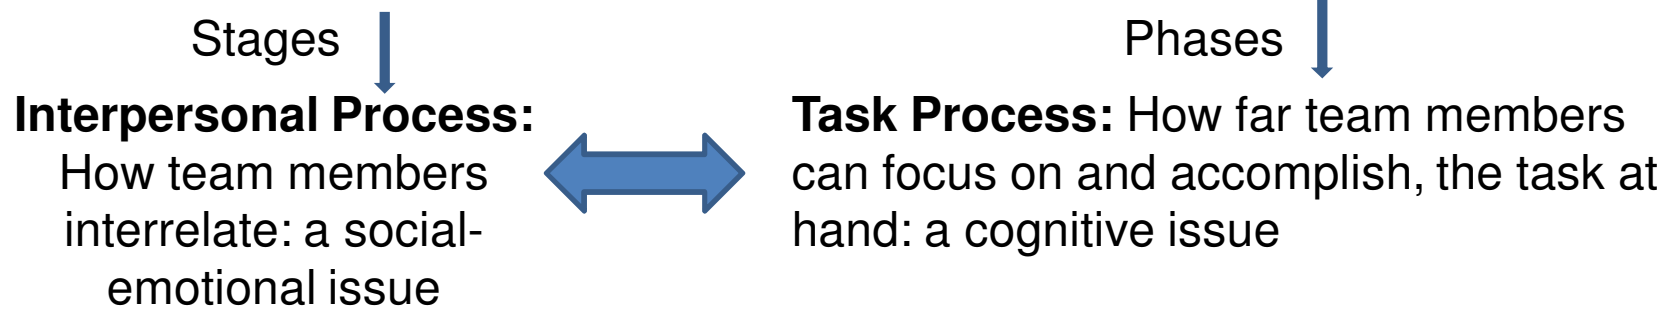 Stages
Phases
Interpersonal Process:
How team members
interrelate: a social-
emotional issue
Task Process: How far team members
can focus on and accomplish, the task at
hand: a cognitive issue